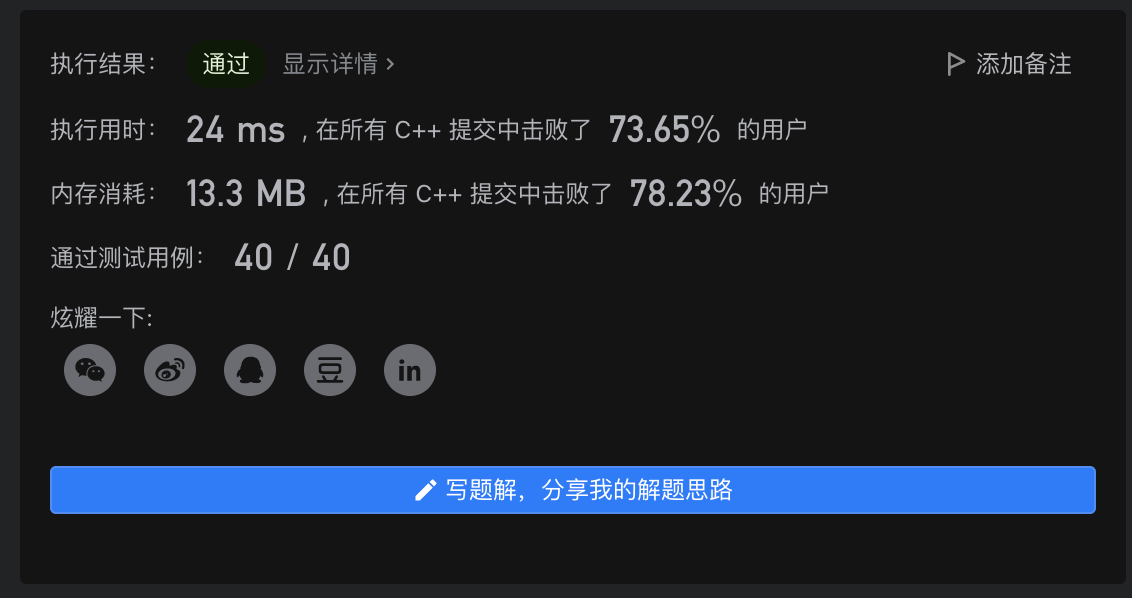 执行结果： 通过 显示详情 › 添加备注
执行用时： 24 ms , 在所有 C++ 提交中击败了 73.65% 的用户
内存消耗： 13.3 MB , 在所有 C++ 提交中击败了 78.23% 的用户
通过测试用例： 40 / 40
炫耀一下:
豆 in
写题解，分享我的解题思路